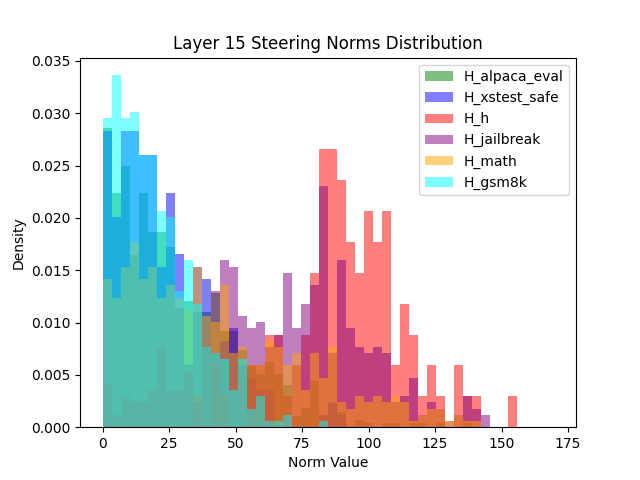 Layer 15 Steering Norms Distribution
H_alpaca_eval
H_xstest_safe
H_h
H_jailbreak
H_math
H_gsm8k
Density
0.035
0.030
0.025
0.020
0.015
0.010
0.005
0.000
0 25 50 75 100 125 150 175
Norm Value